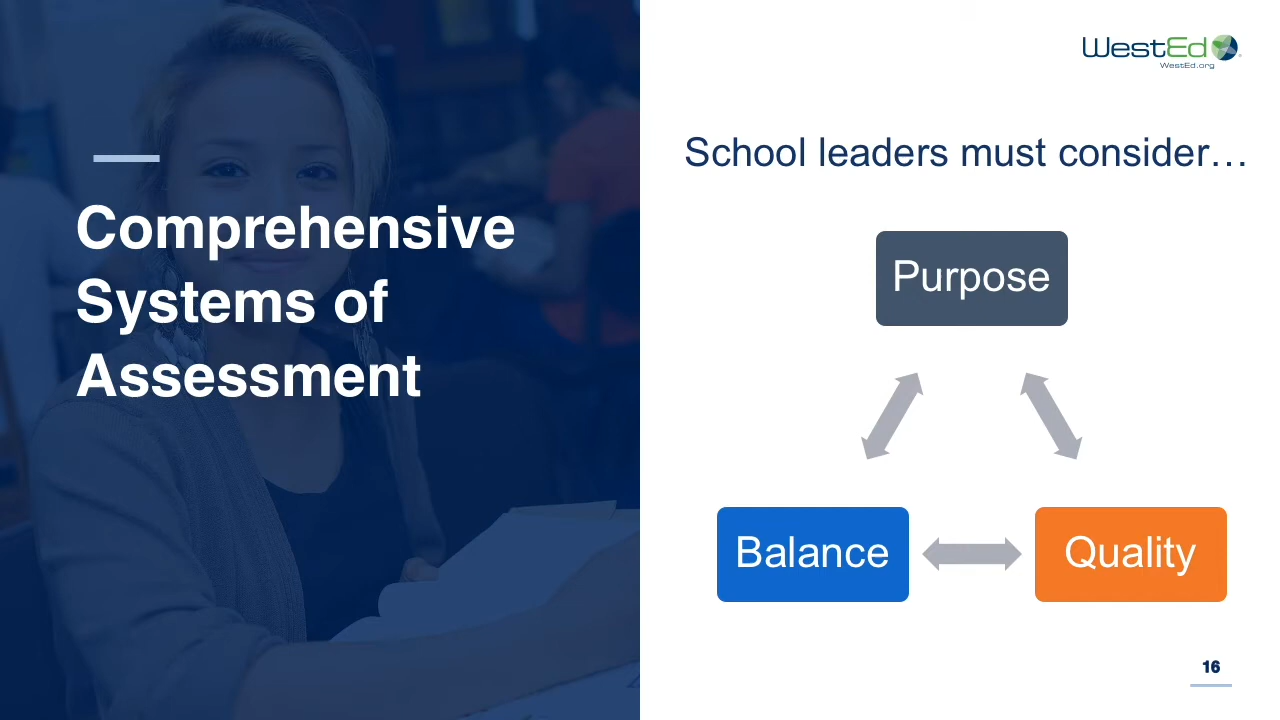 Comprehensive
Systems of
Assessment
WestEd
WestEd.org
School leaders must consider…
Purpose
Balance
Quality
16